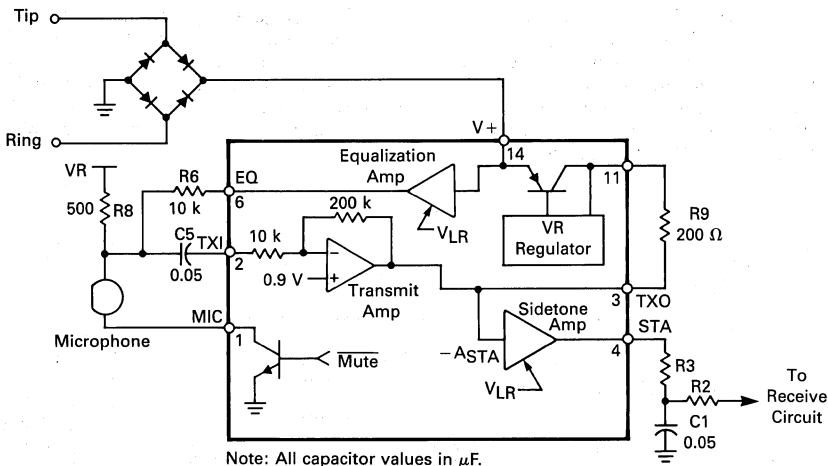 Tip
Ring
V+
14
VR
500
R8
R6
10 k
EQ
6
Equalization
Amp
VLR
11
VR
Regulator
R9
200 Ω
C5
0.05
TXI
2
10 k
200 k
0.9 V
−
+
Transmit
Amp
3
TXO
Sidetone
Amp
STA
4
−ASTA
VLR
Microphone
MIC
1
Mute
R3
R2
C1
0.05
To
Receive
Circuit
Note: All capacitor values in µF.